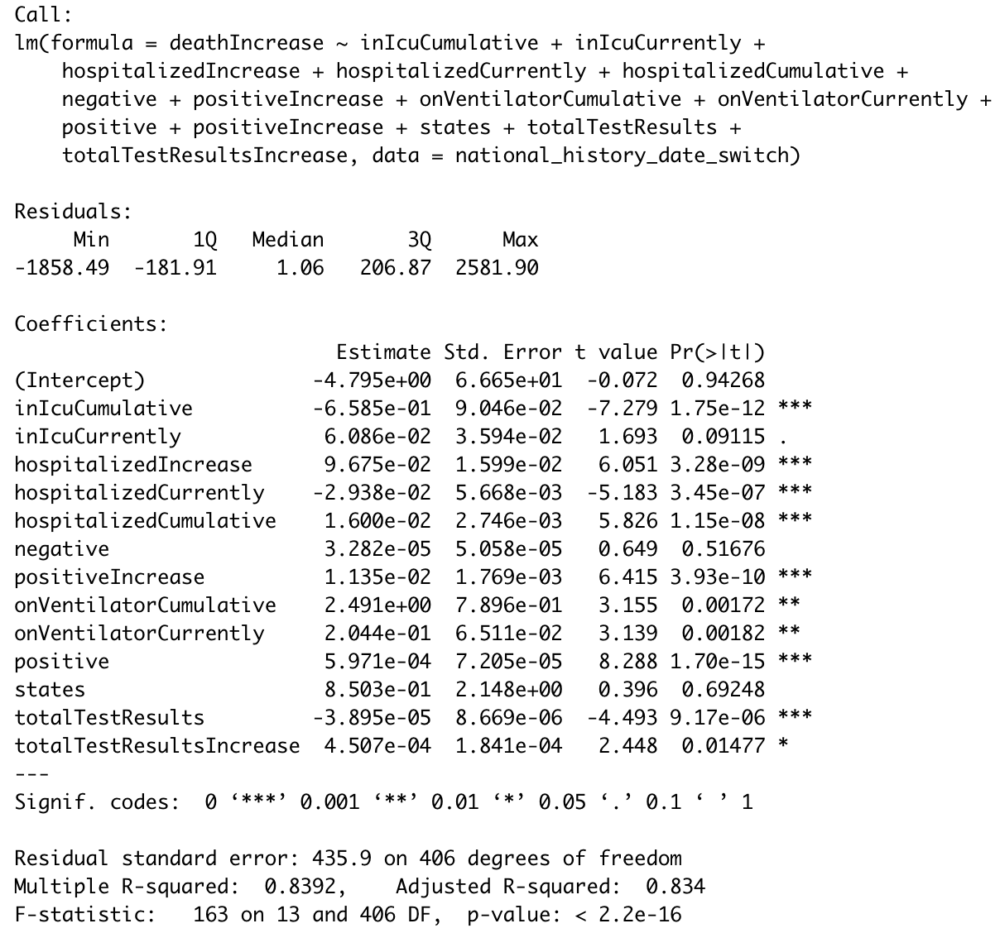 Call:
lm(formula = deathIncrease ~ inIcuCumulative + inIcuCurrently +
    hospitalizedIncrease + hospitalizedCurrently + hospitalizedCumulative +
    negative + positiveIncrease + onVentilatorCumulative + onVentilatorCurrently +
    positive + positiveIncrease + states + totalTestResults +
    totalTestResultsIncrease, data = national_history_date_switch)

Residuals:
     Min       1Q   Median       3Q      Max
-1858.49  -181.91     1.06   206.87  2581.90

Coefficients:
                           Estimate Std. Error t value Pr(>|t|)
(Intercept)              -4.795e+00  6.665e+01  -0.072  0.94268
inIcuCumulative          -6.585e-01  9.046e-02  -7.279 1.75e-12 ***
inIcuCurrently            6.086e-02  3.594e-02   1.693  0.09115 .
hospitalizedIncrease      9.675e-02  1.599e-02   6.051 3.28e-09 ***
hospitalizedCurrently    -2.938e-02  5.668e-03  -5.183 3.45e-07 ***
hospitalizedCumulative    1.600e-02  2.746e-03   5.826 1.15e-08 ***
negative                  3.282e-05  5.058e-05   0.649  0.51676
positiveIncrease          1.135e-02  1.769e-03   6.415 3.93e-10 ***
onVentilatorCumulative    2.491e+00  7.896e-01   3.155  0.00172 **
onVentilatorCurrently     2.044e-01  6.511e-02   3.139  0.00182 **
positive                  5.971e-04  7.205e-05   8.288 1.70e-15 ***
states                    8.503e-01  2.148e+00   0.396  0.69248
totalTestResults         -3.895e-05  8.669e-06  -4.493 9.17e-06 ***
totalTestResultsIncrease  4.507e-04  1.841e-04   2.448  0.01477 *
---
Signif. codes:  0 ‘***’ 0.001 ‘**’ 0.01 ‘*’ 0.05 ‘.’ 0.1 ‘ ’ 1

Residual standard error: 435.9 on 406 degrees of freedom
Multiple R-squared:  0.8392,    Adjusted R-squared:  0.834
F-statistic:   163 on 13 and 406 DF,  p-value: < 2.2e-16